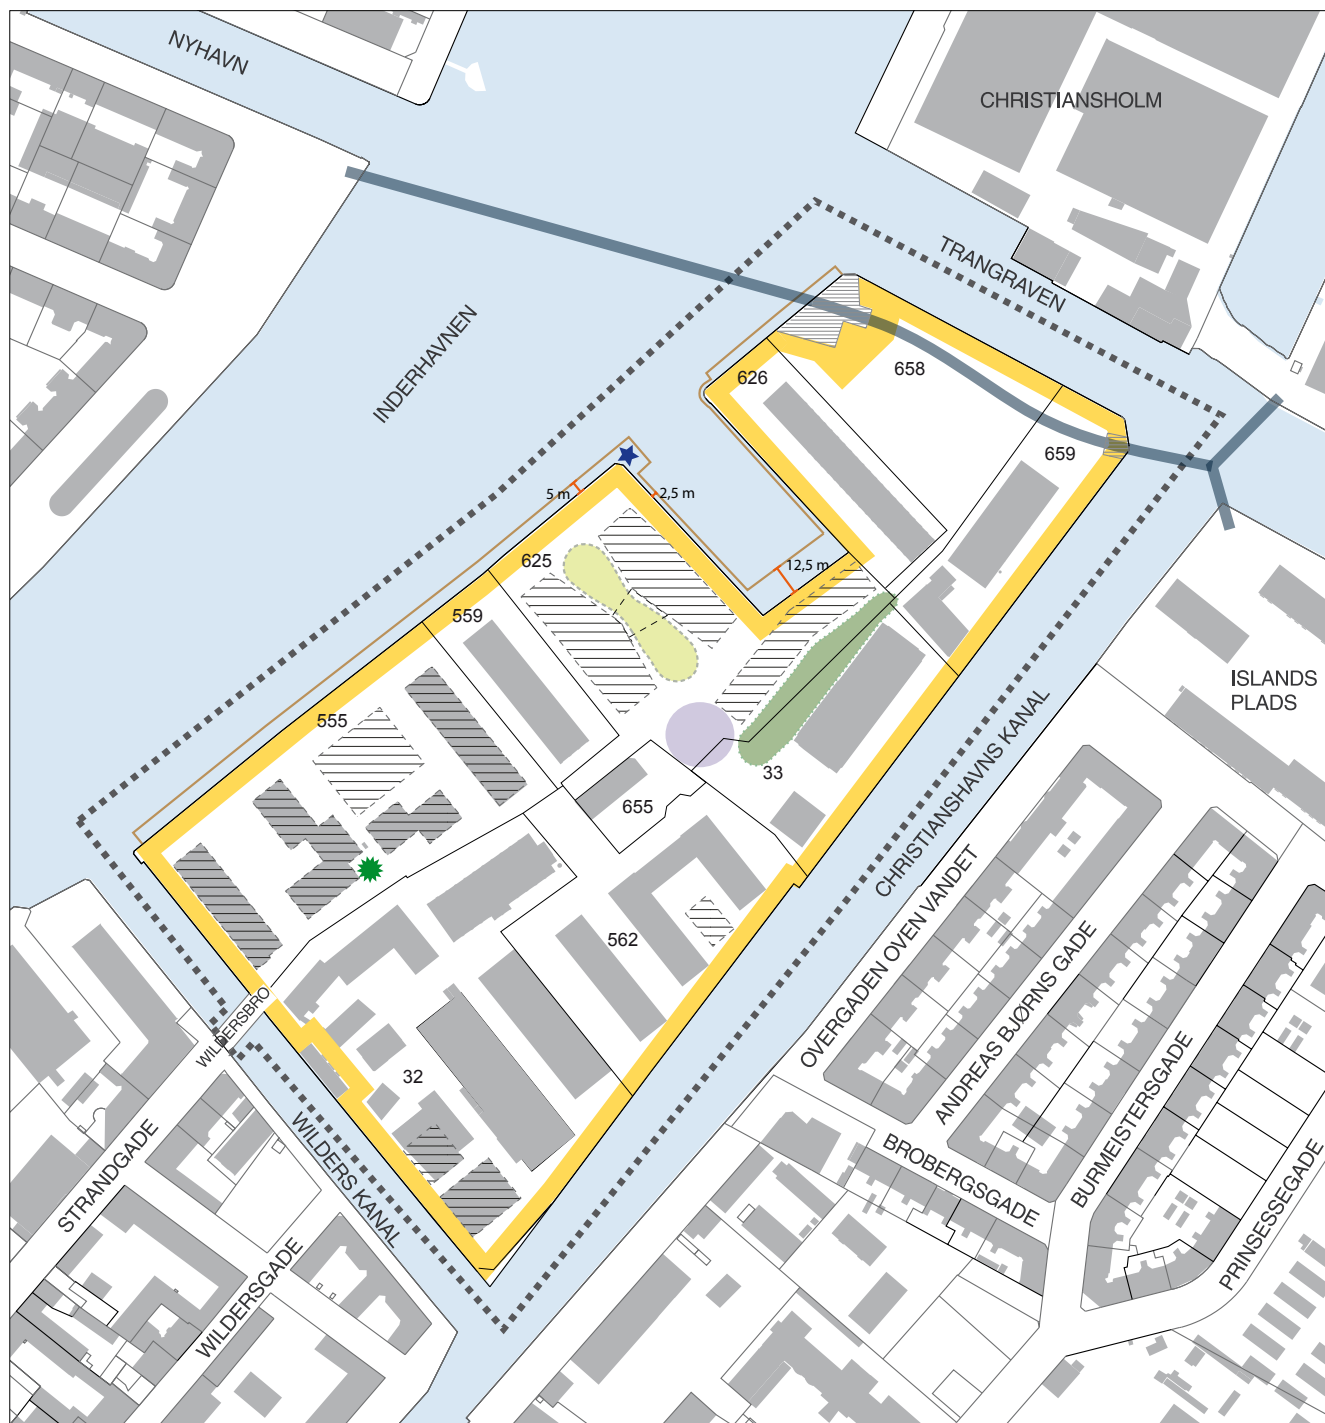 NYHAVN
CHRISTIANSHOLM
TRANGRAVEN
INDERHAVNEN
658
626
659
5 m
2,5 m
625
12,5 m
559
ISLANDS
PLADS
555
33
655
CHRISTIANSHAVNS KANAL
562
OVERGADEN OVEN VANDET
ANDREAS BJØRNS GADE
WILDERSBRO
32
BURMEISTERSGADE
STRANDGADE
WILDERS KANAL
BROBERGSGADE
PRINSESSEGADE
WILDERSGADE